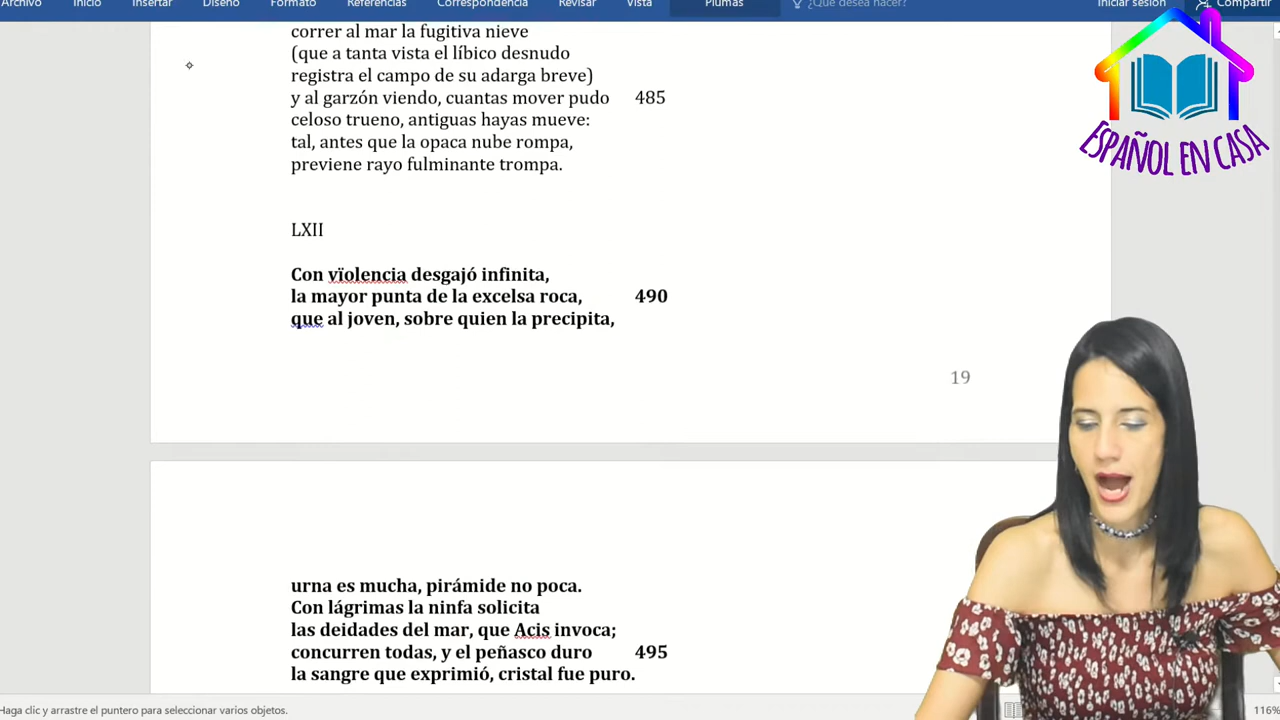 Archivo Inicio Insertar Diseño Formato Referencias Correspondencia Revisar Vista Plumas ¿Qué desea hacer? Iniciar sesión Compartir
correr al mar la fugitiva nieve
(que a tanta vista el líbico desnudo
registra el campo de su adarga breve)
y al garzón viendo, cuantas mover pudo 485
celoso trueno, antiguas hayas mueve:
tal, antes que la opaca nube rompa,
previene rayo fulminante trompa.
LXII
Con vïolencia desgajó infinita,
la mayor punta de la excelsa roca, 490
que al joven, sobre quien la precipita,
19
urna es mucha, pirámide no poca.
Con lágrimas la ninfa solicita
las deidades del mar, que Acis invoca;
concurren todas, y el peñasco duro 495
la sangre que exprimió, cristal fue puro.
ESPAÑOL EN CASA
Haga clic y arrastre el puntero para seleccionar varios objetos.
116%